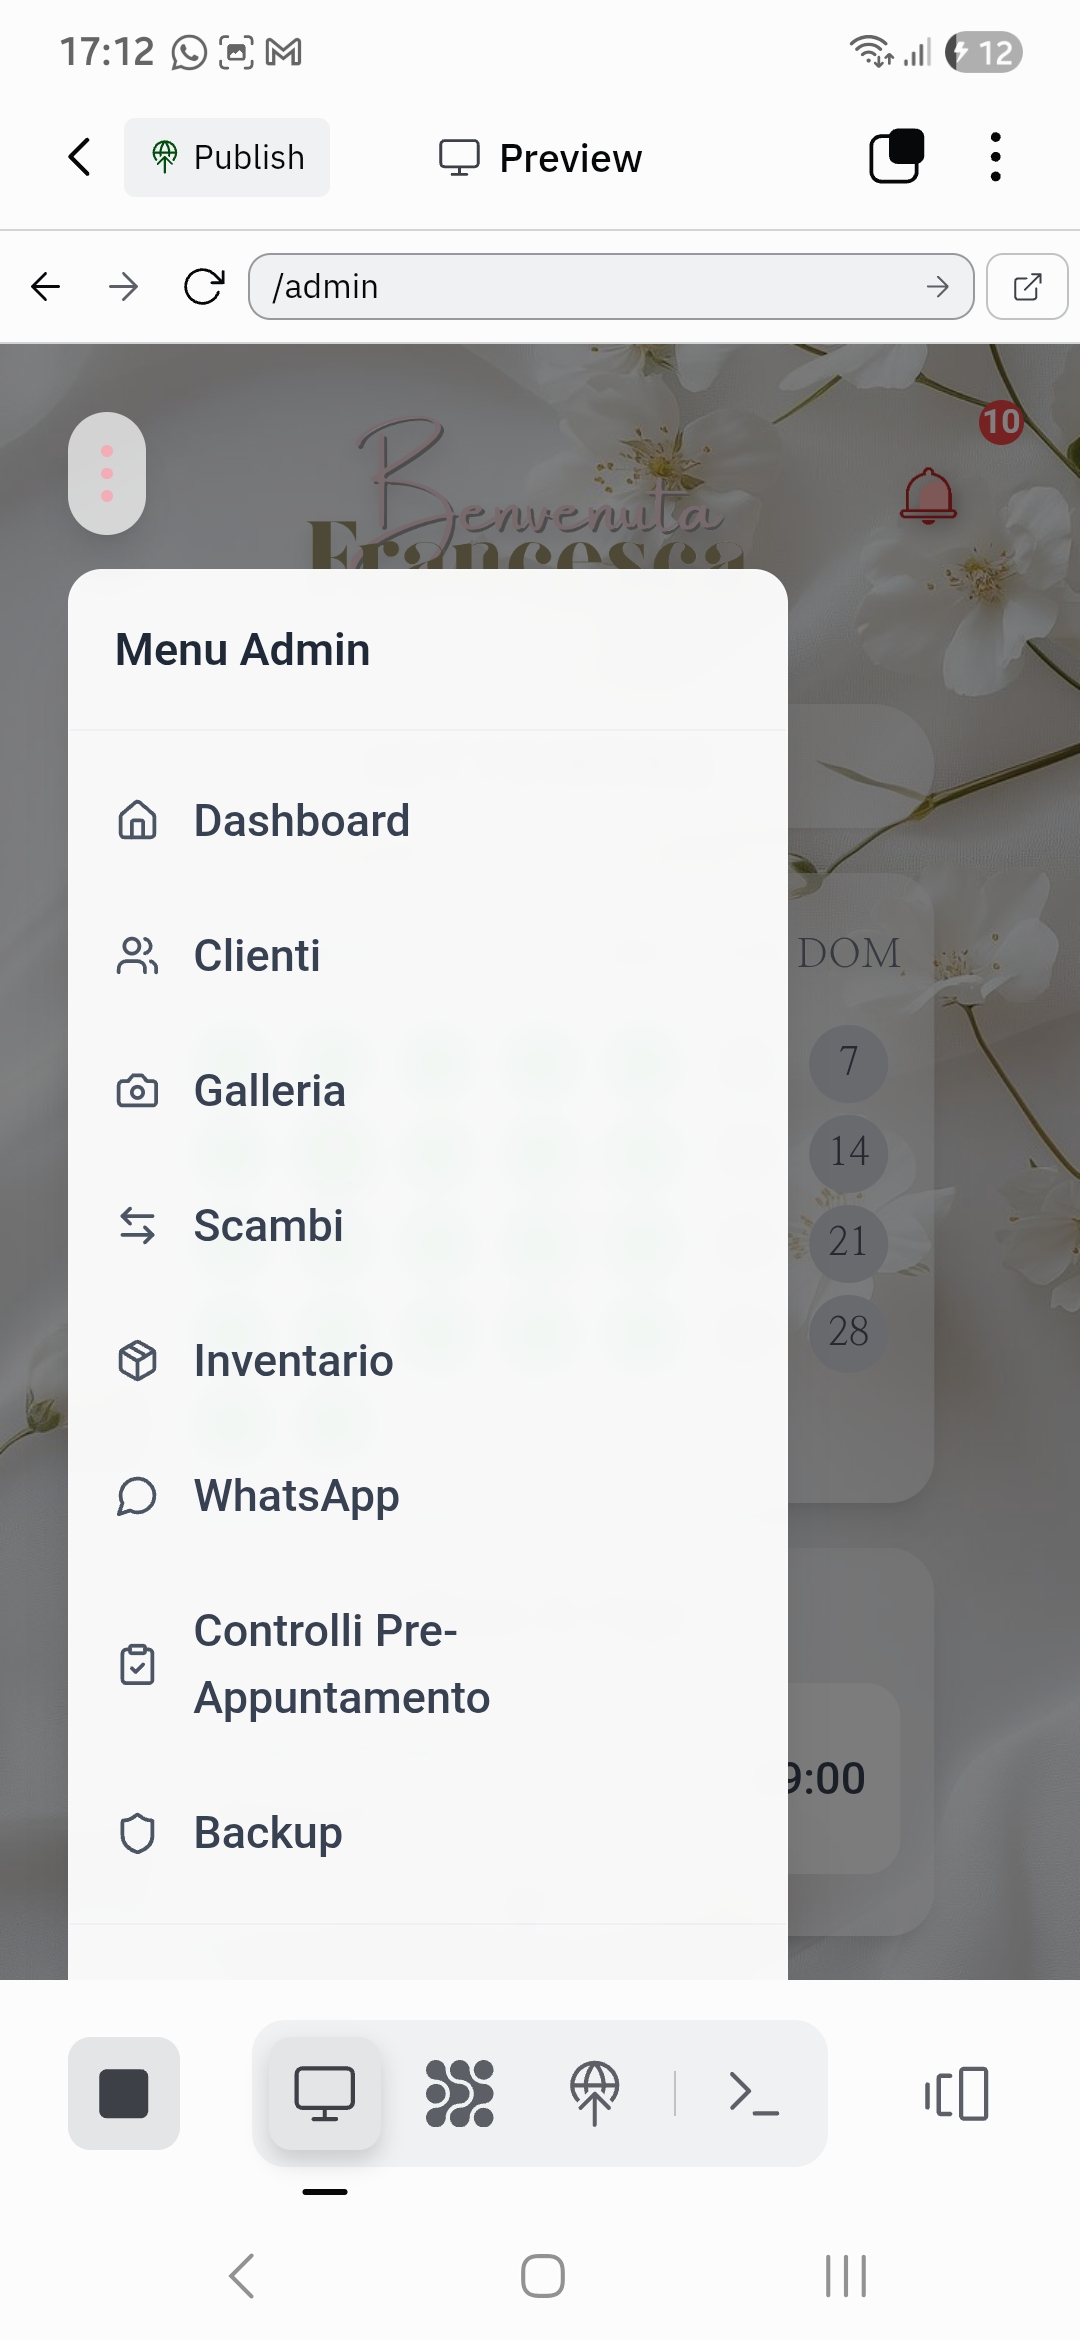 17:12
12
Publish
Preview
/admin
10
Benvenuta
Francesca
Menu Admin
Dashboard
Clienti
DOM
7
Galleria
14
Scambi
21
Inventario
28
WhatsApp
Controlli Pre-
Appuntamento
9:00
Backup